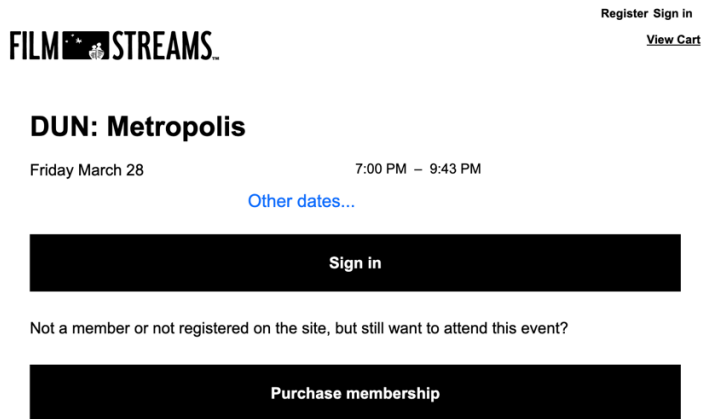 Register Sign in
FILM STREAMS™
View Cart
DUN: Metropolis
Friday March 28 7:00 PM – 9:43 PM
Other dates...
Sign in
Not a member or not registered on the site, but still want to attend this event?
Purchase membership